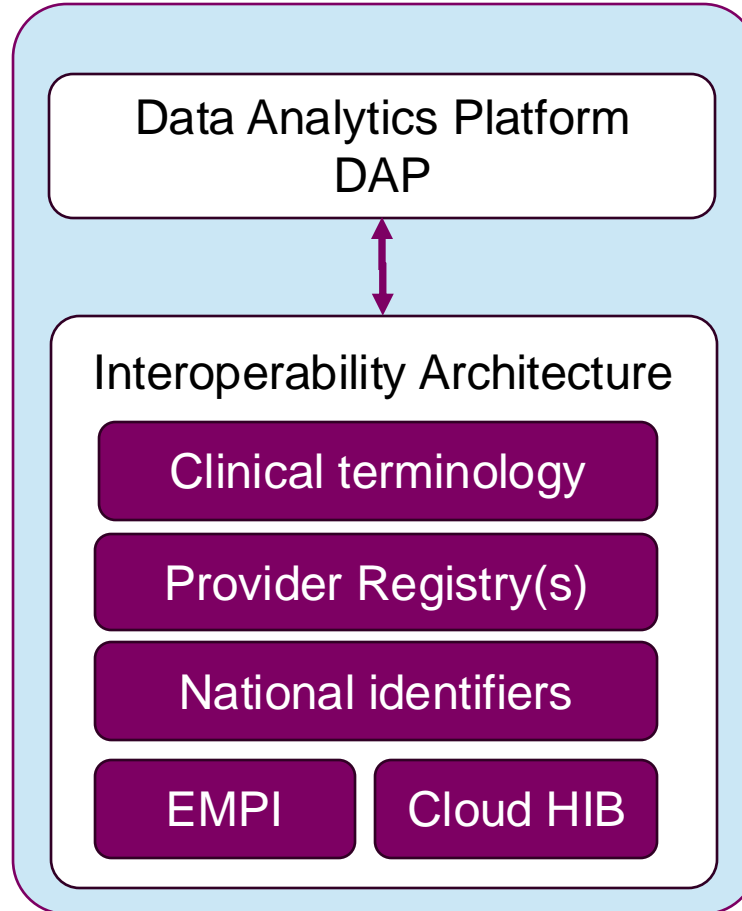 Data Analytics Platform
DAP
Interoperability Architecture
Clinical terminology
Provider Registry(s)
National identifiers
EMPI
Cloud HIB